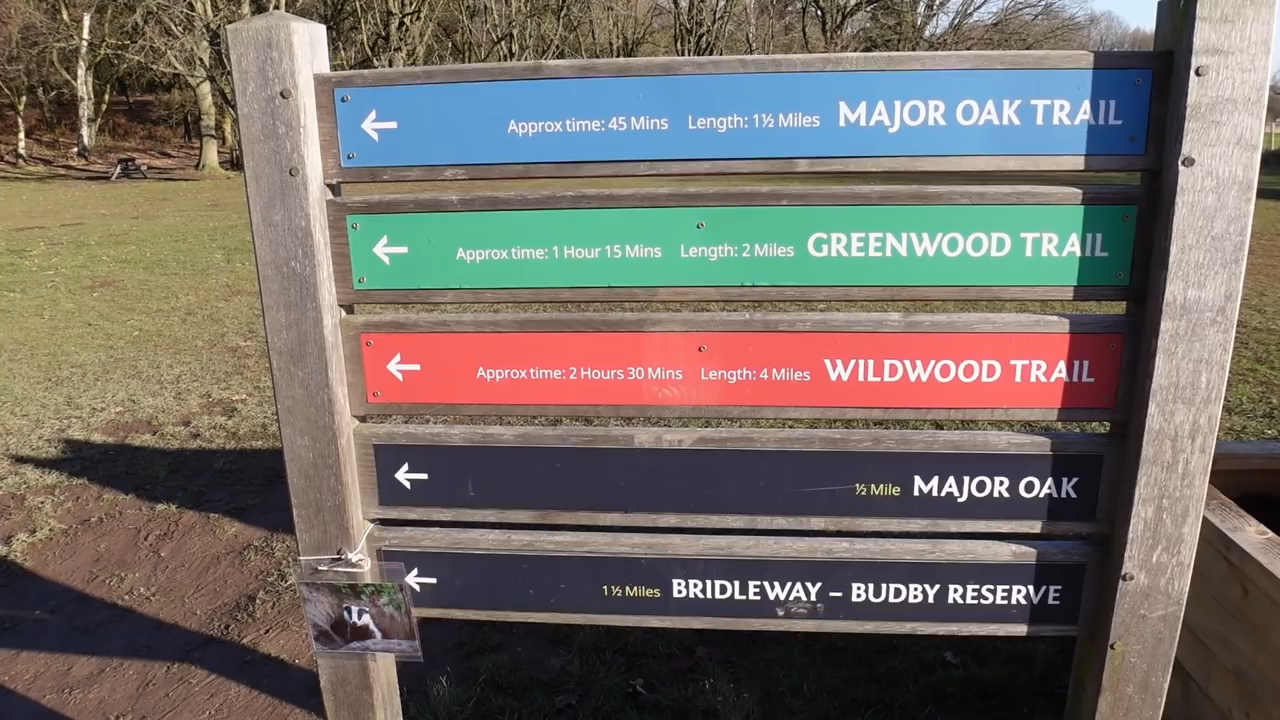 Approx time: 45 Mins Length: 1½ Miles MAJOR OAK TRAIL
Approx time: 1 Hour 15 Mins Length: 2 Miles GREENWOOD TRAIL
Approx time: 2 Hours 30 Mins Length: 4 Miles WILDWOOD TRAIL
½ Mile MAJOR OAK
1½ Miles BRIDLEWAY – BUDBY RESERVE